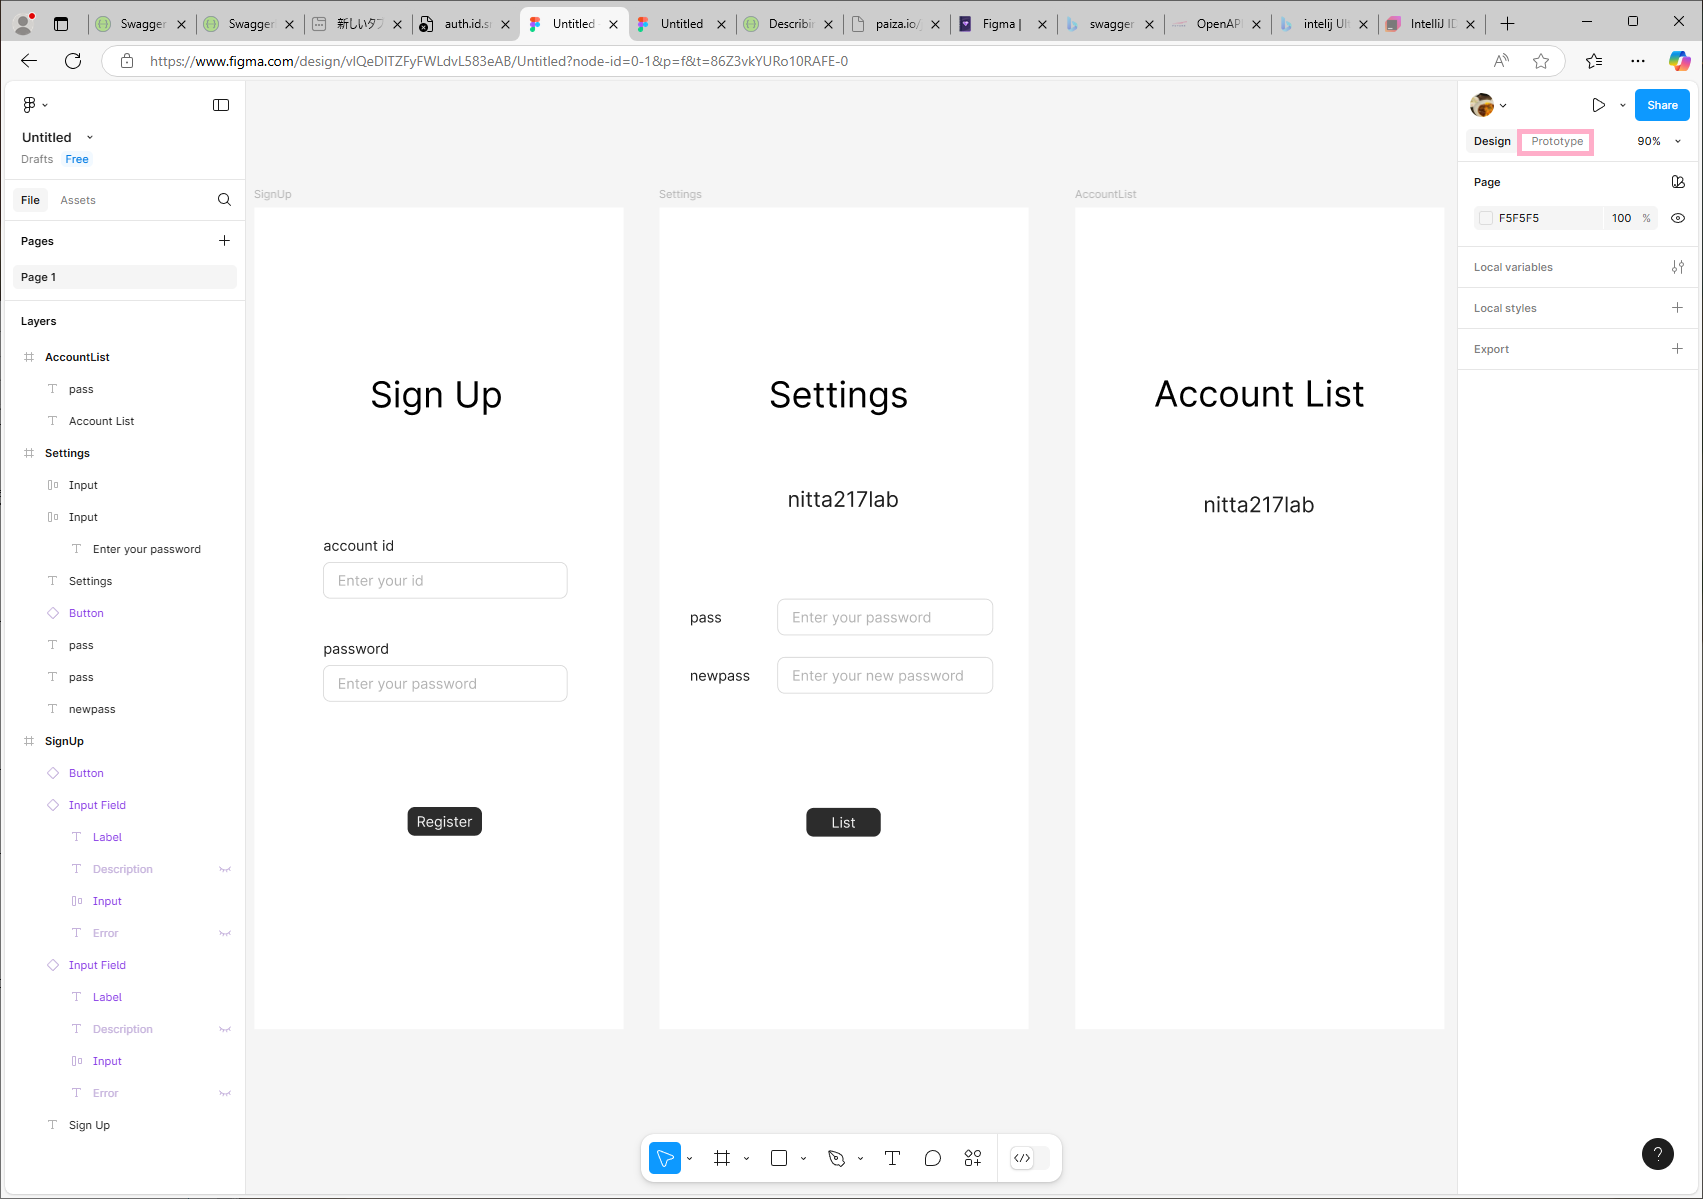 Swagger
Swagger
新しいタブ
auth.id.s
Untitled
Untitled
Describin
paiza.io/
Figma |
swagger
OpenAPI
intelij Ult
IntelliJ ID
https://www.figma.com/design/vIQeDITZFyFWLdvL583eAB/Untitled?node-id=0-1&p=f&t=86Z3vkYURo10RAFE-0
Untitled
Drafts Free
File Assets
Pages
Page 1
Layers
AccountList
pass
Account List
Settings
Input
Input
Enter your password
Settings
Button
pass
pass
newpass
SignUp
Button
Input Field
Label
Description
Input
Error
Input Field
Label
Description
Input
Error
Sign Up
SignUp
Sign Up
account id
Enter your id
password
Enter your password
Register
Settings
Settings
nitta217lab
pass Enter your password
newpass Enter your new password
List
AccountList
Account List
nitta217lab
Share
Design Prototype 90%
Page
F5F5F5 100 %
Local variables
Local styles
Export